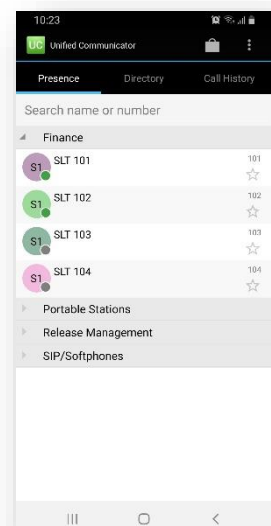 10:23
UC Unified Communicator
Presence Directory Call History
Search name or number
Finance
S1 SLT 101 101
S1 SLT 102 102
S1 SLT 103 103
S1 SLT 104 104
Portable Stations
Release Management
SIP/Softphones